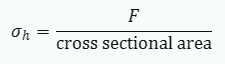 σₕ = F / cross sectional area